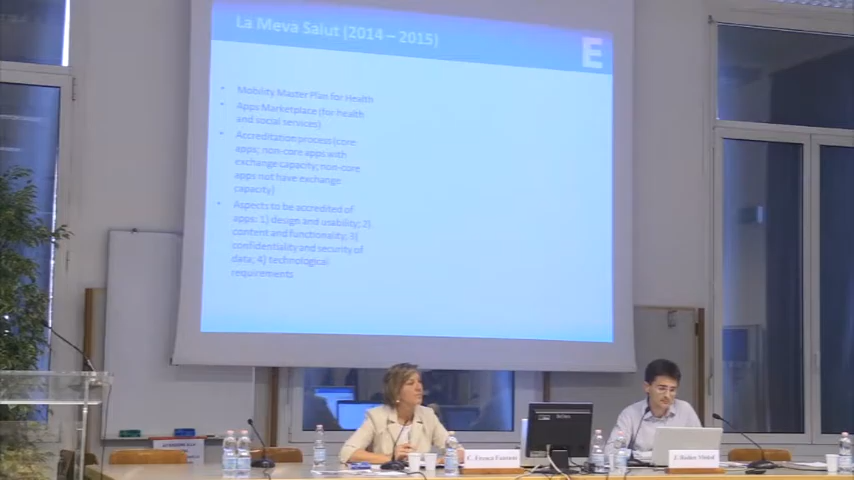 La Meva Salut (2014 – 2015)
E
• Mobility Master Plan for Health
• Apps Marketplace (for health
and social services)
• Accreditation process (core
apps; non-core apps with
exchange capacity; non-core
apps not have exchange
capacity)
• Aspects to be accredited of
apps: 1) design and usability; 2)
content and functionality; 3)
confidentiality and security of
data; 4) technological
requirements